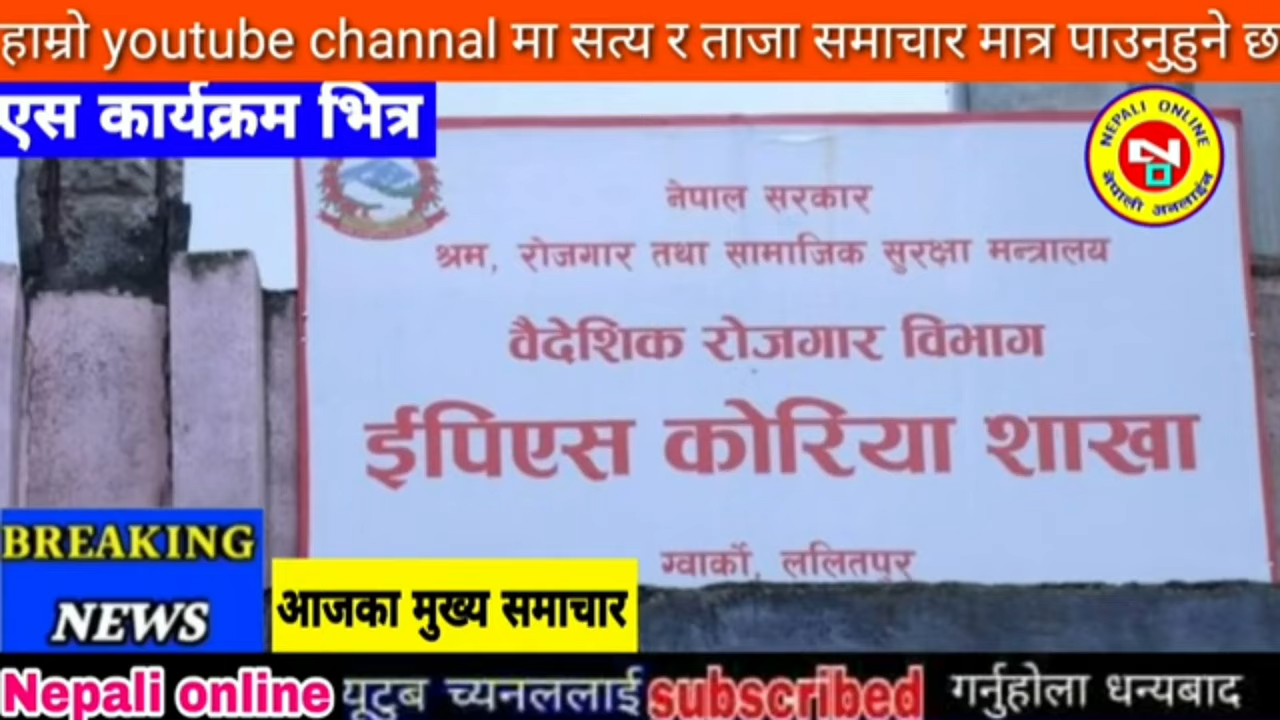 हाम्रो youtube channal मा सत्य र ताजा समाचार मात्र पाउनुहुने छ
एस कार्यक्रम भित्र
NEPALI ONLINE
नेपाली अनलाईन
नेपाल सरकार
श्रम, रोजगार तथा सामाजिक सुरक्षा मन्त्रालय
वैदेशिक रोजगार विभाग
ईपिएस कोरिया शाखा
ग्वार्को, ललितपुर
BREAKING
NEWS
आजका मुख्य समाचार
Nepali online यूटुब च्यनललाई subscribed गर्नुहोला धन्यबाद